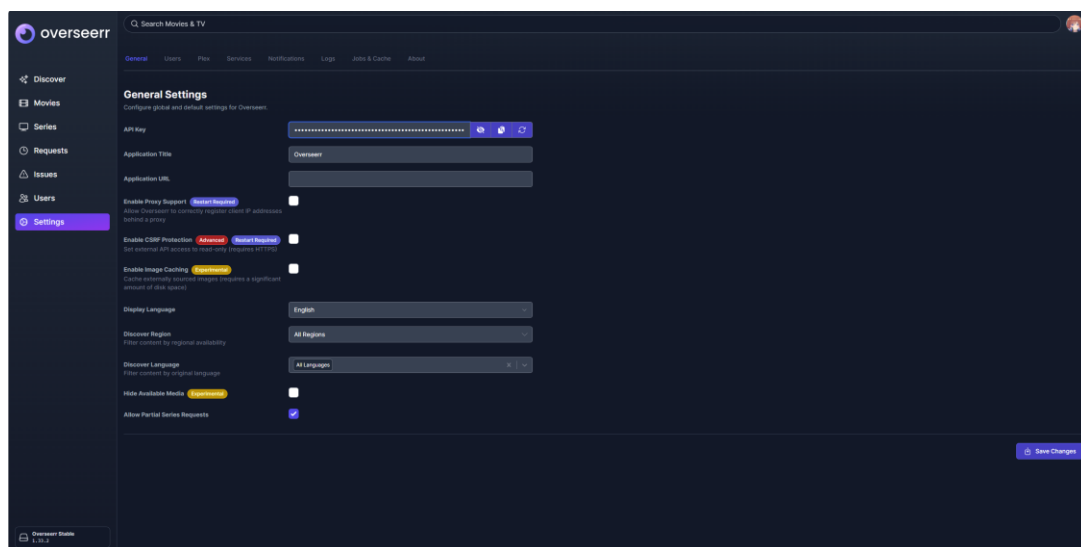 overseerr
Search Movies & TV
General Users Plex Services Notifications Logs Jobs & Cache About
Discover
Movies
Series
Requests
Issues
Users
Settings
General Settings
Configure global and default settings for Overseerr.
API Key
Application Title
Overseerr
Application URL
Enable Proxy Support Restart Required
Allow Overseerr to correctly register client IP addresses
behind a proxy
Enable CSRF Protection Advanced Restart Required
Set external API access to read-only (requires HTTPS)
Enable Image Caching Experimental
Cache externally sourced images (requires a significant
amount of disk space)
Display Language
English
Discover Region
Filter content by regional availability
All Regions
Discover Language
Filter content by original language
All Languages
Hide Available Media Experimental
Allow Partial Series Requests
Save Changes
Overseerr Stable